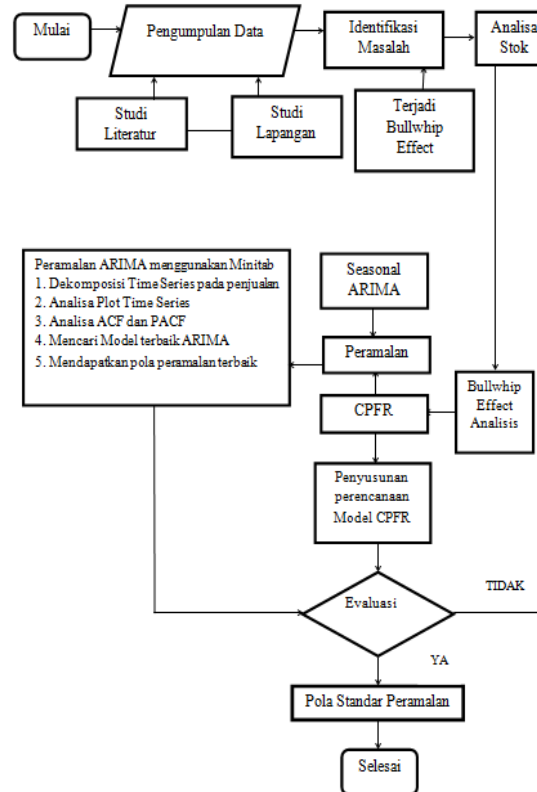 Mulai
Pengumpulan Data
Identifikasi
Masalah
Analisa
Stok
Studi
Literatur
Studi
Lapangan
Terjadi
Bullwhip
Effect
Peramalan ARIMA menggunakan Minitab
1. Dekomposisi Time Series pada penjualan
2. Analisa Plot Time Series
3. Analisa ACF dan PACF
4. Mencari Model terbaik ARIMA
5. Mendapatkan pola peramalan terbaik
Seasonal
ARIMA
Peramalan
CPFR
Bullwhip
Effect
Analisis
Penyusunan
perencanaan
Model CPFR
Evaluasi
TIDAK
YA
Pola Standar Peramalan
Selesai